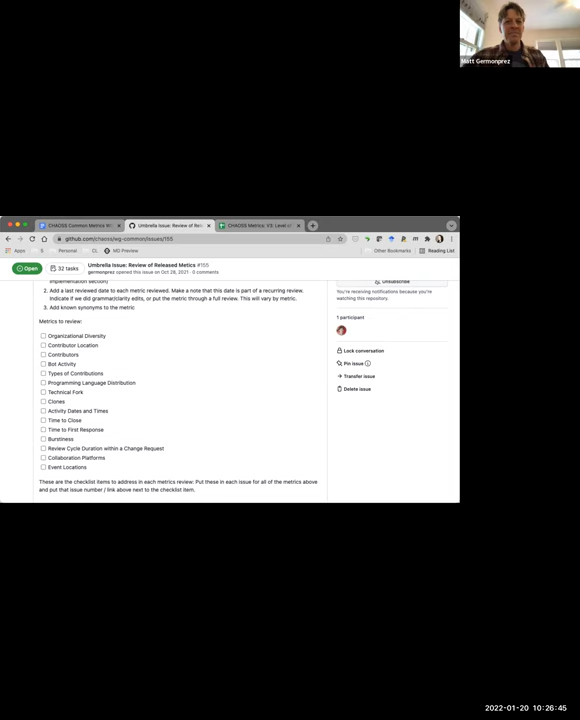 Matt Germonprez
CHAOSS Common Metrics W
Umbrella Issue: Review of Rele
CHAOSS Metrics: V3: Level o
github.com/chaoss/wg-common/issues/155
Apps
S
Personal
CL
MD Preview
Other Bookmarks
Reading List
Open
32 tasks
Umbrella Issue: Review of Released Metics #155
germonprez opened this issue on Oct 28, 2021 · 0 comments
implementation section)
2. Add a last reviewed date to each metric reviewed. Make a note that this date is part of a recurring review.
Indicate if we did grammar/clarity edits, or put the metric through a full review. This will vary by metric.
3. Add known synonyms to the metric
Metrics to review:
Organizational Diversity
Contributor Location
Contributors
Bot Activity
Types of Contributions
Programming Language Distribution
Technical Fork
Clones
Activity Dates and Times
Time to Close
Time to First Response
Burstiness
Review Cycle Duration within a Change Request
Collaboration Platforms
Event Locations
These are the checklist items to address in each metrics review: Put these in each issue for all of the metrics above
and put that issue number / link above next to the checklist item.
Unsubscribe
You're receiving notifications because you're
watching this repository.
1 participant
Lock conversation
Pin issue
Transfer issue
Delete issue
2022-01-20 10:26:45